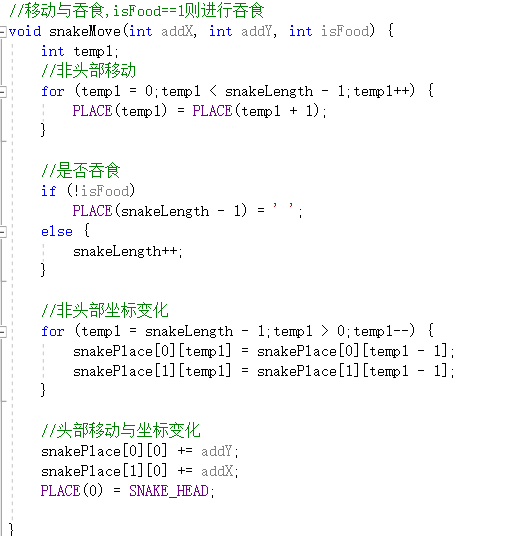 //移动与吞食,isFood==1则进行吞食
void snakeMove(int addX, int addY, int isFood) {
    int temp1;
    //非头部移动
    for (temp1 = 0;temp1 < snakeLength - 1;temp1++) {
        PLACE(temp1) = PLACE(temp1 + 1);
    }

    //是否吞食
    if (!isFood)
        PLACE(snakeLength - 1) = ' ';
    else {
        snakeLength++;
    }

    //非头部坐标变化
    for (temp1 = snakeLength - 1;temp1 > 0;temp1--) {
        snakePlace[0][temp1] = snakePlace[0][temp1 - 1];
        snakePlace[1][temp1] = snakePlace[1][temp1 - 1];
    }

    //头部移动与坐标变化
    snakePlace[0][0] += addY;
    snakePlace[1][0] += addX;
    PLACE(0) = SNAKE_HEAD;

}